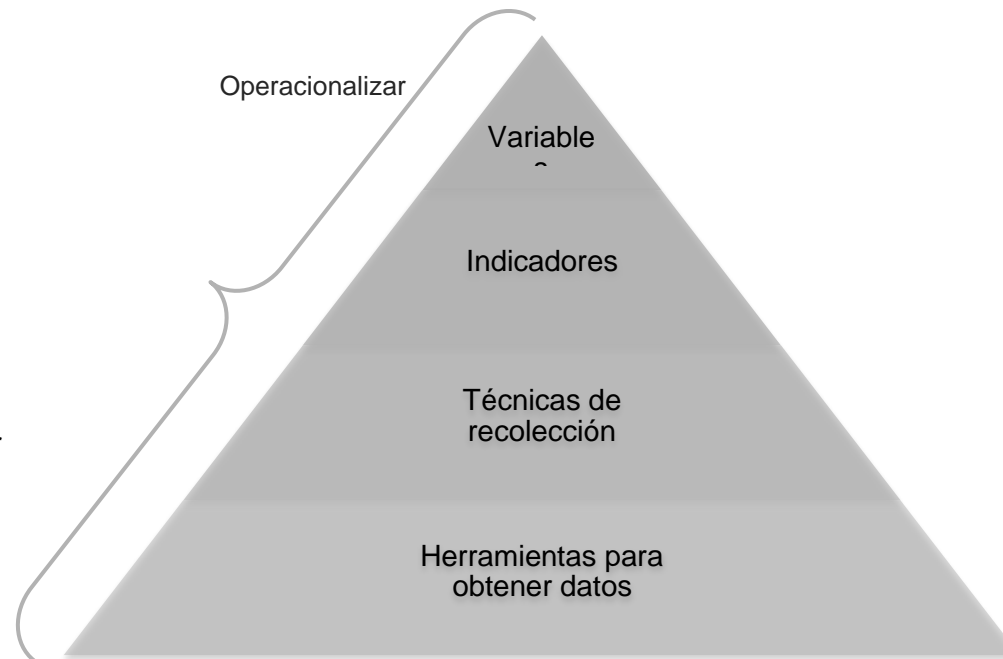 Operacionalizar
Variable
Indicadores
Técnicas de
recolección
Herramientas para
obtener datos